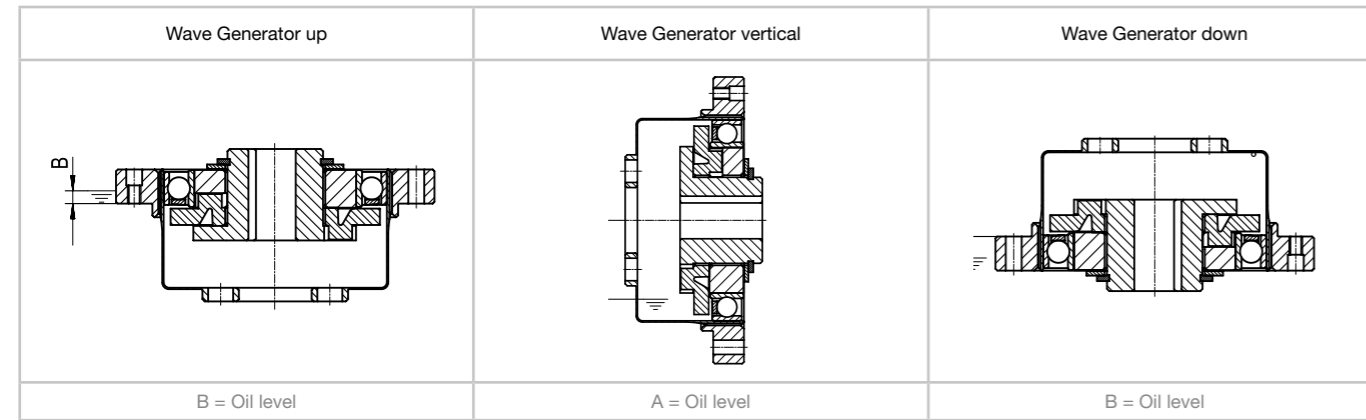 Wave Generator up
Wave Generator vertical
Wave Generator down
B
B = Oil level
A = Oil level
B = Oil level